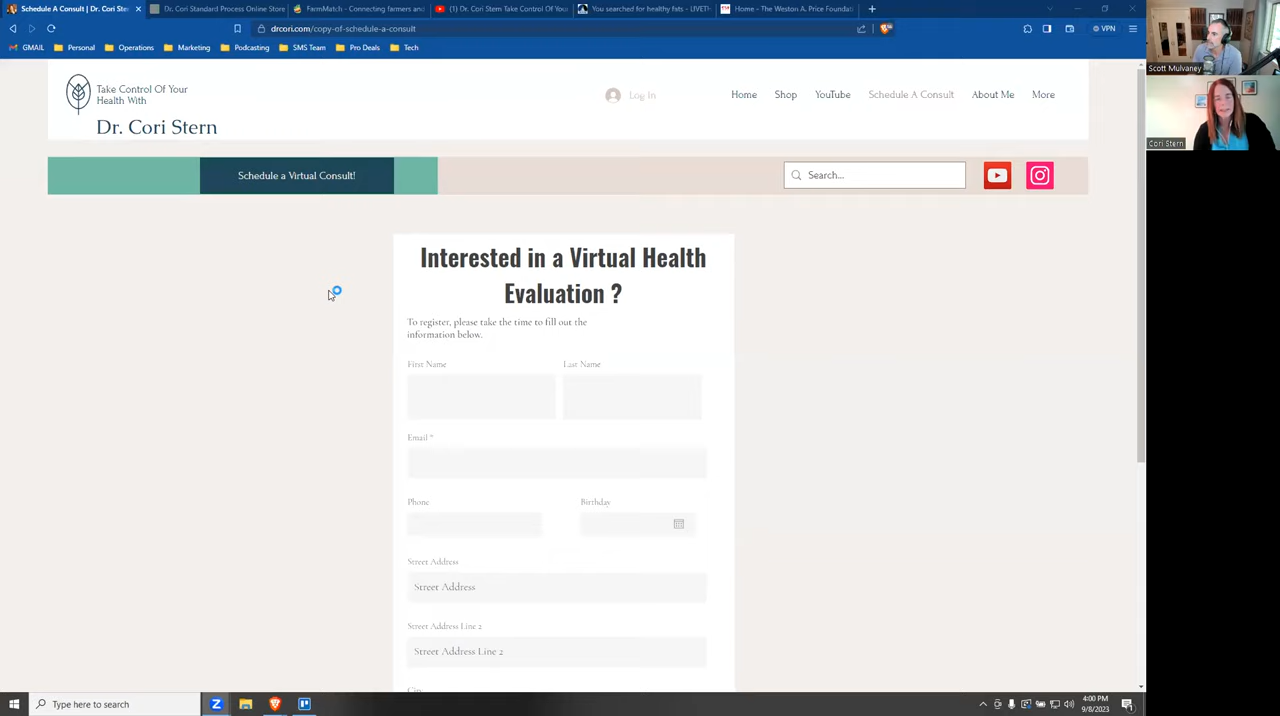 Schedule A Consult | Dr. Cori Ster
Dr. Cori Standard Process Online Store
FarmMatch - Connecting farmers and
(1) Dr. Cori Stern Take Control Of Yo
You searched for healthy fsts - LIVETH
Home - The Weston A. Price Foundati
drcori.com/copy-of-schedule-a-consult
VPN
GMAIL Personal Operations Marketing Podcasting SMS Team Pro Deals Tech
Scott Mulvaney
Cori Stern
Take Control Of Your
Health With
Dr. Cori Stern
Log In
Home Shop YouTube Schedule A Consult About Me More
Schedule a Virtual Consult!
Search...
Interested in a Virtual Health
Evaluation ?
To register, please take the time to fill out the
information below.
First Name Last Name
Email *
Phone Birthday
Street Address
Street Address
Street Address Line 2
Street Address Line 2
City
Type here to search
4:00 PM
9/8/2023